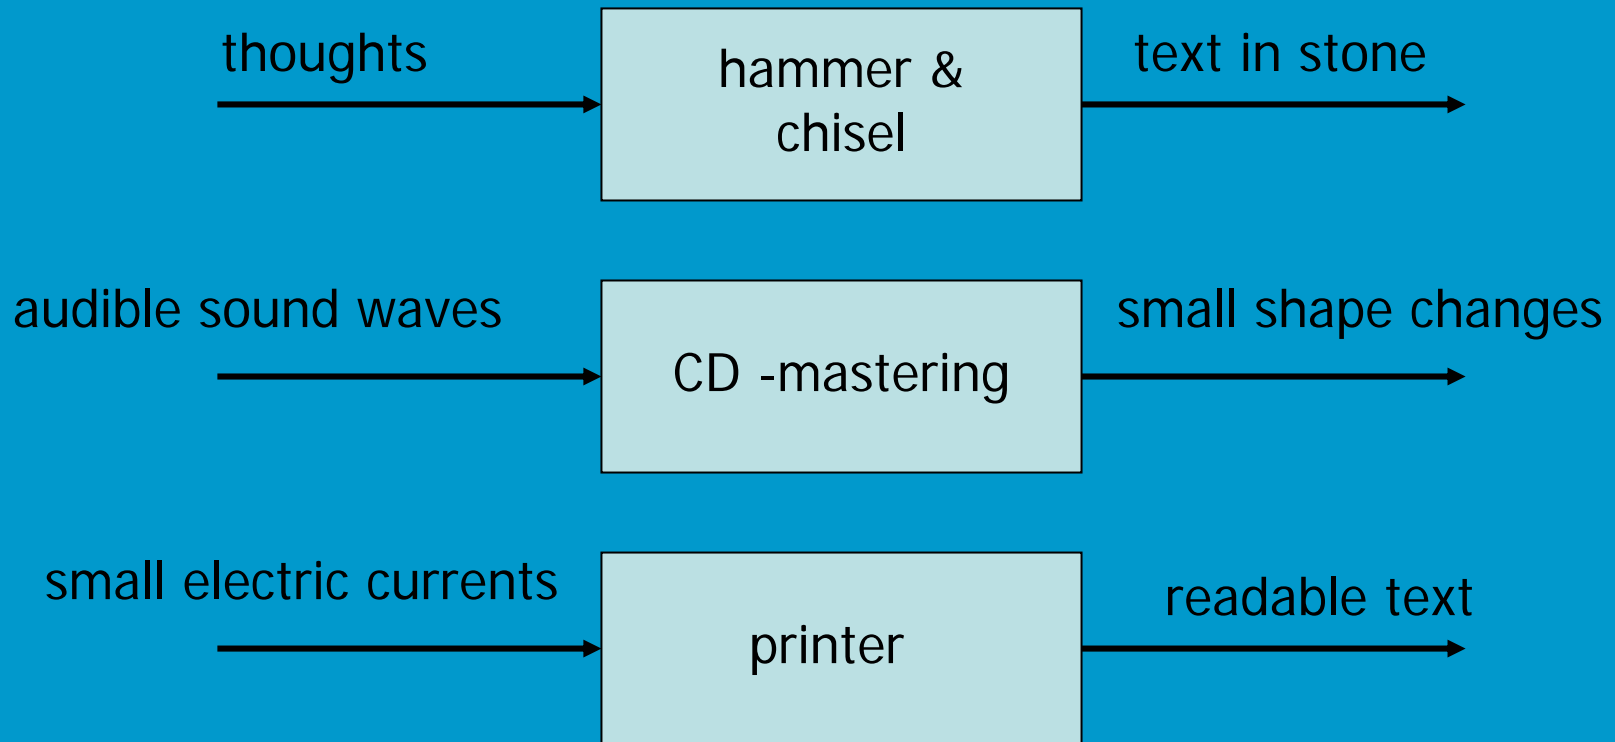 thoughts
hammer &
chisel
text in stone
audible sound waves
CD -mastering
small shape changes
small electric currents
printer
readable text